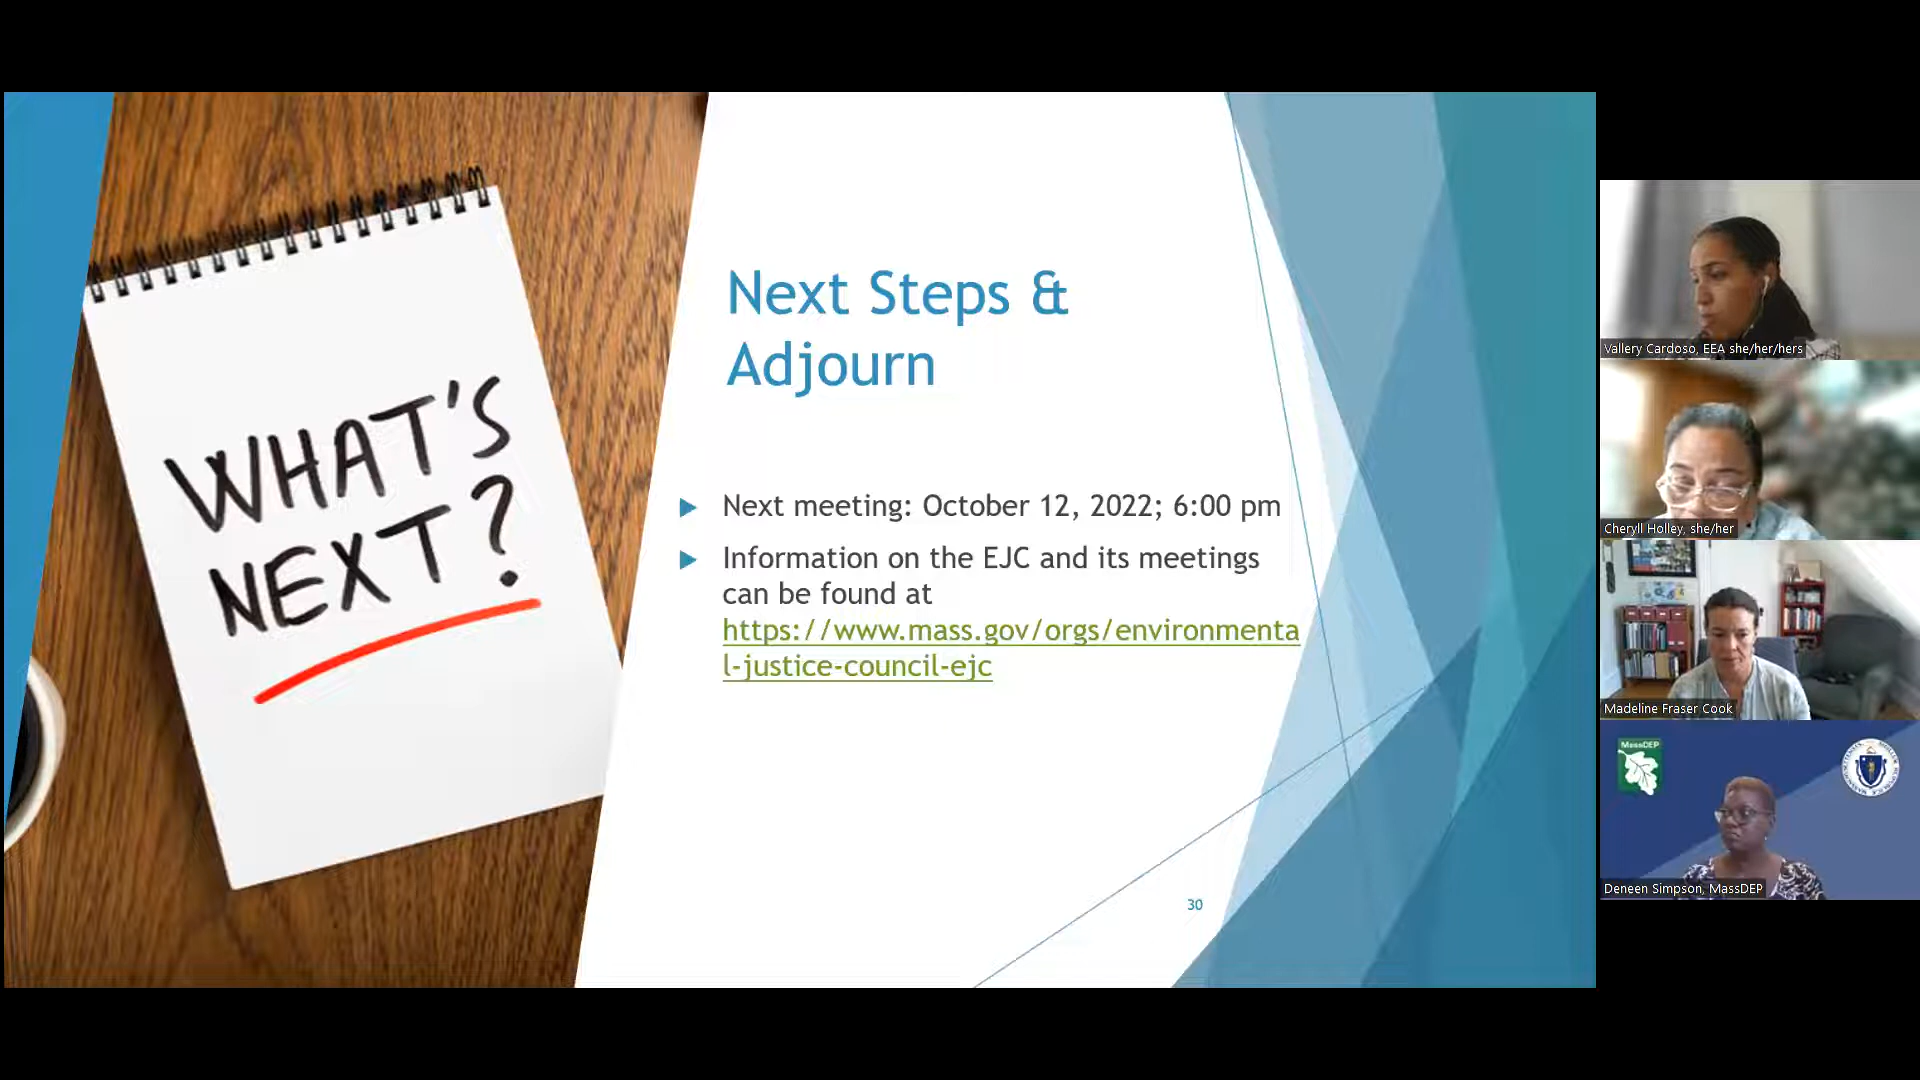 WHAT'S
NEXT?
Next Steps &
Adjourn
Next meeting: October 12, 2022; 6:00 pm
Information on the EJC and its meetings
can be found at
https://www.mass.gov/orgs/environmenta
l-justice-council-ejc
30
Vallery Cardoso, EEA she/her/hers
Cheryll Holley, she/her
Madeline Fraser Cook
MassDEP
Deneen Simpson, MassDEP